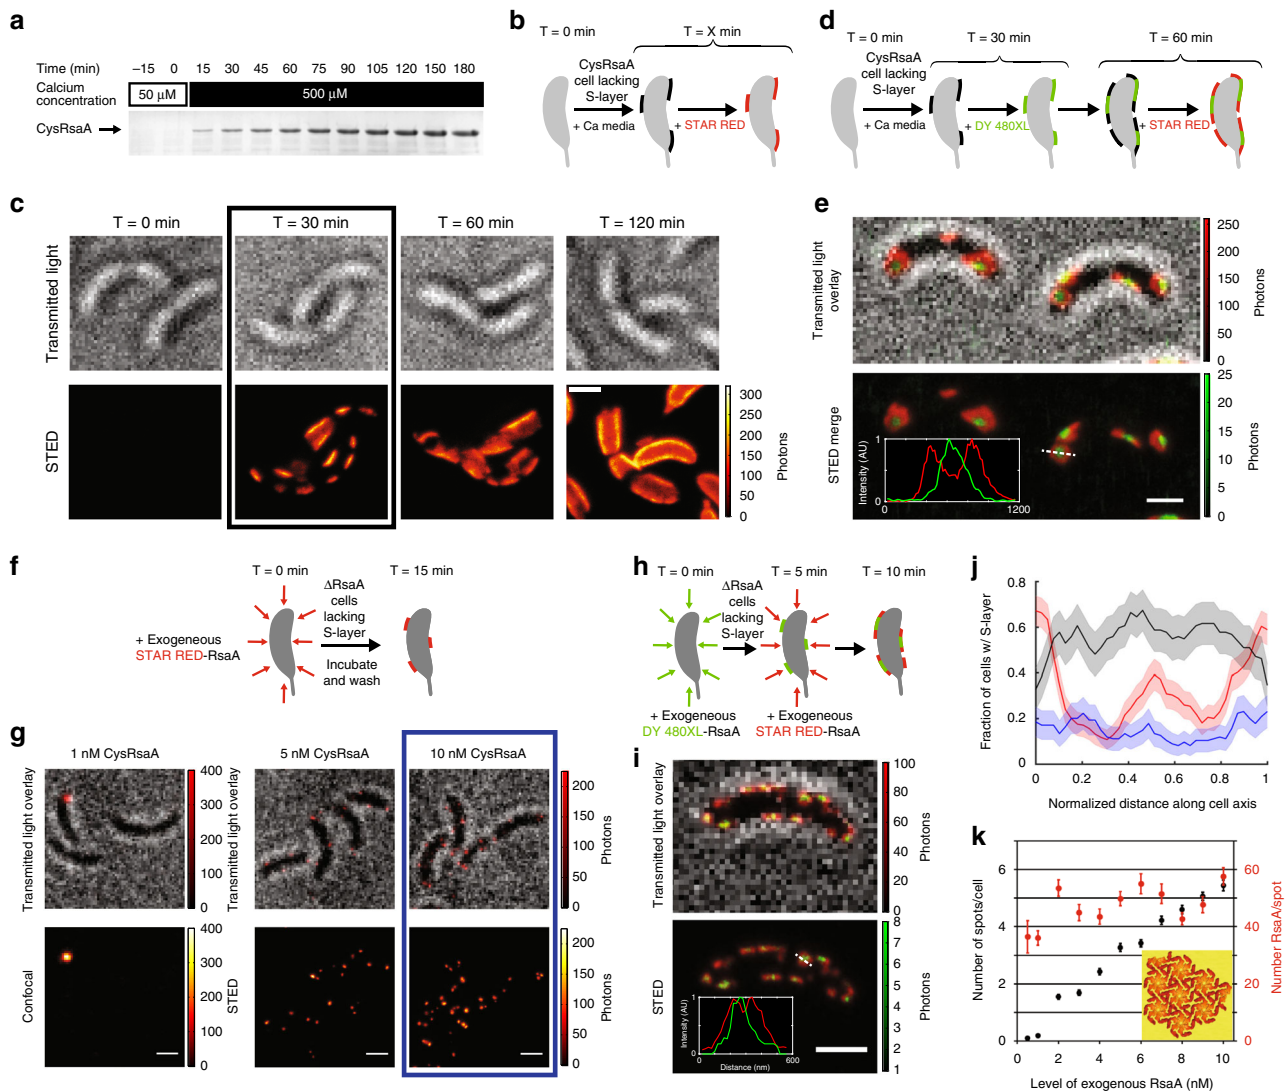 a
Time (min) –15 0 15 30 45 60 75 90 105 120 150 180
Calcium concentration 50 µM 500 µM
CysRsaA
b
T = 0 min T = X min
CysRsaA
cell lacking
S-layer
+ Ca media + STAR RED
d
T = 0 min T = 30 min T = 60 min
CysRsaA
cell lacking
S-layer
+ Ca media + DY 480XL + STAR RED
c
T = 0 min T = 30 min T = 60 min T = 120 min
Transmitted light
STED
300
250
200
150
100
50
0
Photons
e
Transmitted light
overlay
250
200
150
100
50
0
Photons
STED merge
25
20
15
10
5
0
Photons
Intensity (AU)
1
0
0 1200
f
T = 0 min T = 15 min
ΔRsaA
cells
lacking
S-layer
+ Exogeneous
STAR RED-RsaA
Incubate
and wash
h
T = 0 min T = 5 min T = 10 min
ΔRsaA
cells
lacking
S-layer
+ Exogeneous
DY 480XL-RsaA
+ Exogeneous
STAR RED-RsaA
j
Fraction of cells w/ S-layer
0.8
0.6
0.4
0.2
0
0 0.2 0.4 0.6 0.8 1
Normalized distance along cell axis
g
1 nM CysRsaA 5 nM CysRsaA 10 nM CysRsaA
Transmitted light overlay
400
300
200
100
0
Transmitted light overlay
200
150
100
50
0
Photons
Confocal
400
300
200
100
0
STED
200
150
100
50
0
Photons
i
Transmitted light overlay
100
80
60
40
20
0
Photons
STED
8
7
6
5
4
3
2
1
Photons
Intensity (AU)
1
0
0 600
Distance (nm)
k
Number of spots/cell
6
4
2
0
60
40
20
0
Number RsaA/spot
2 4 6 8 10
Level of exogenous RsaA (nM)